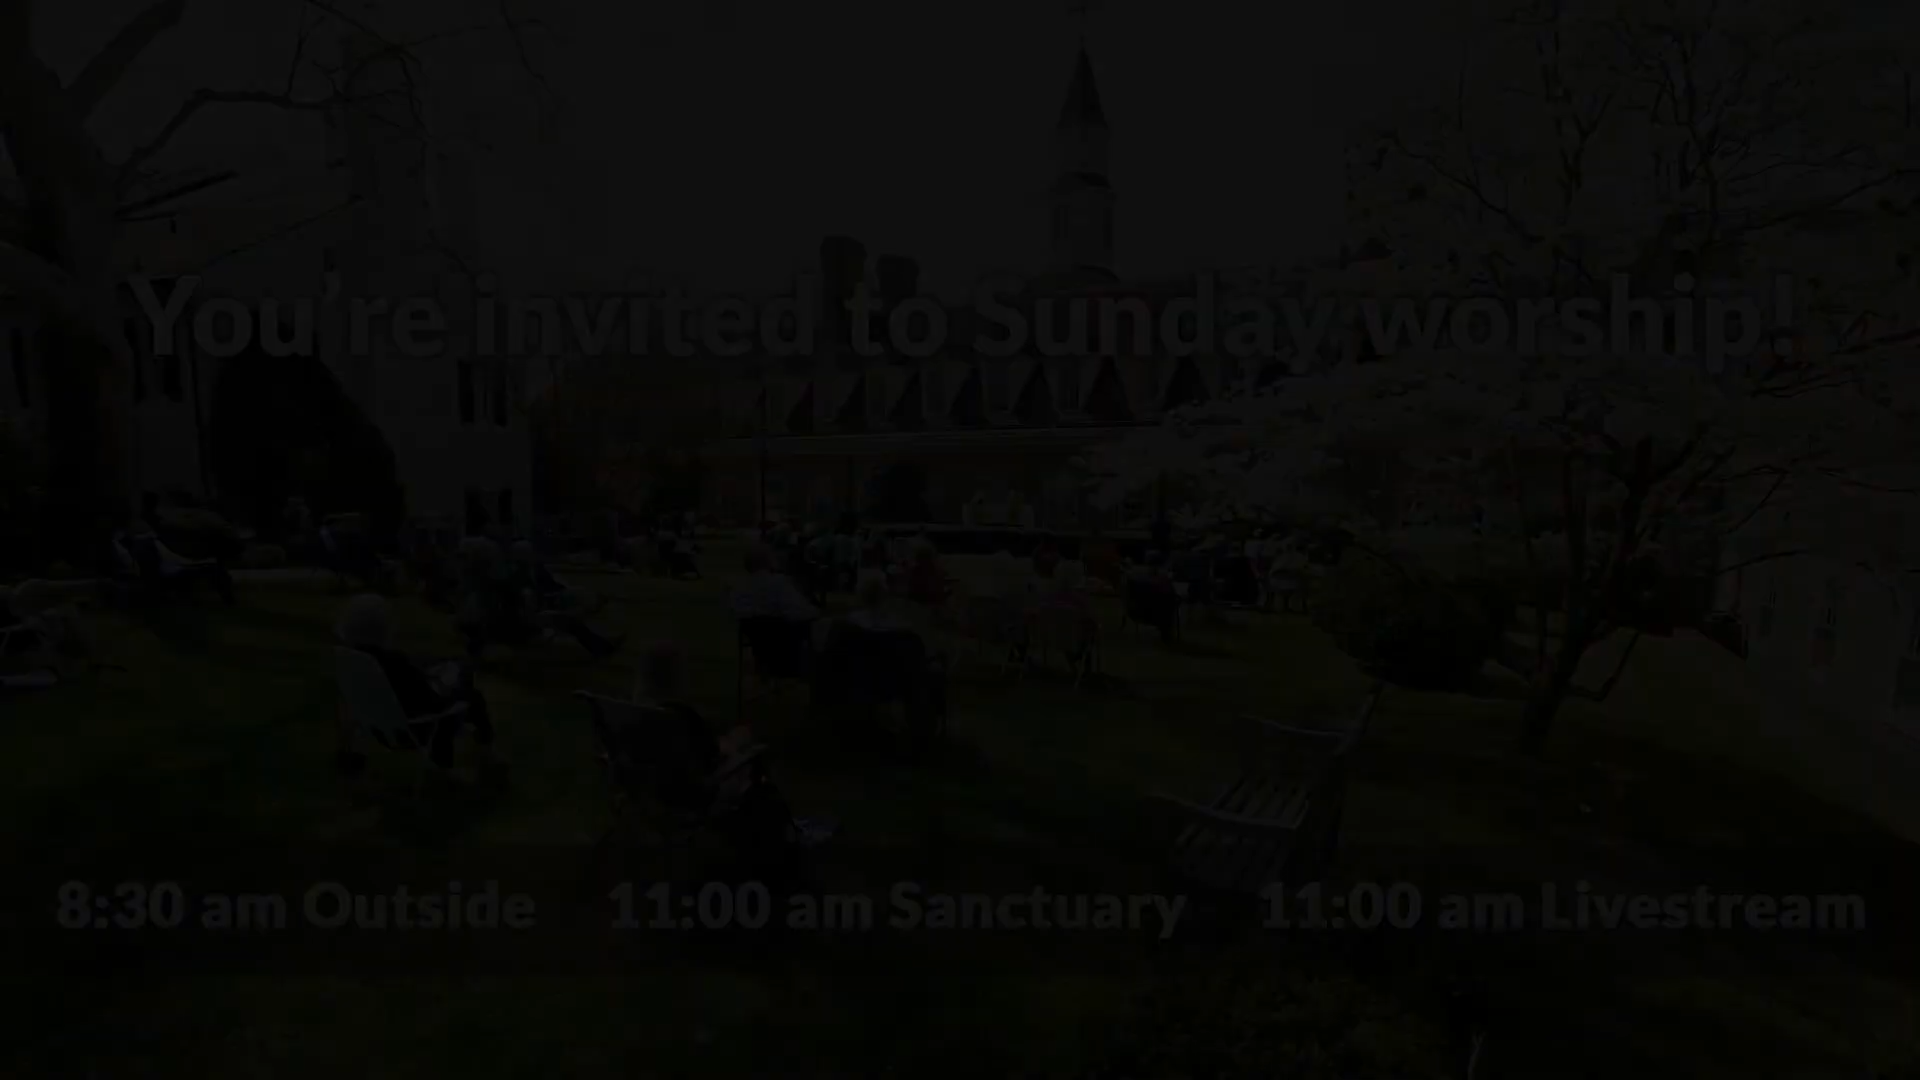 You're invited to Sunday worship!
8:30 am Outside 11:00 am Sanctuary 11:00 am Livestream